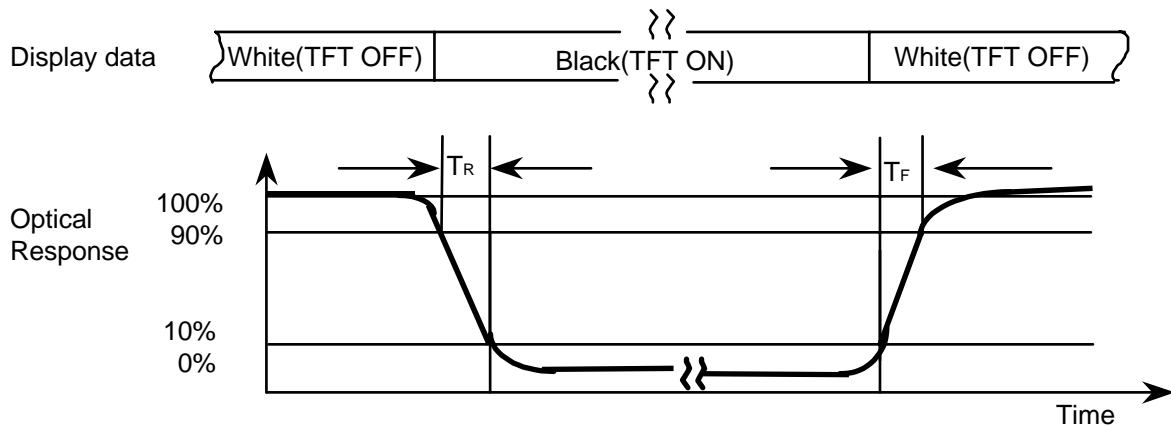 Display data
White(TFT OFF)
Black(TFT ON)
White(TFT OFF)
TR
TF
Optical
Response
100%
90%
10%
0%
Time